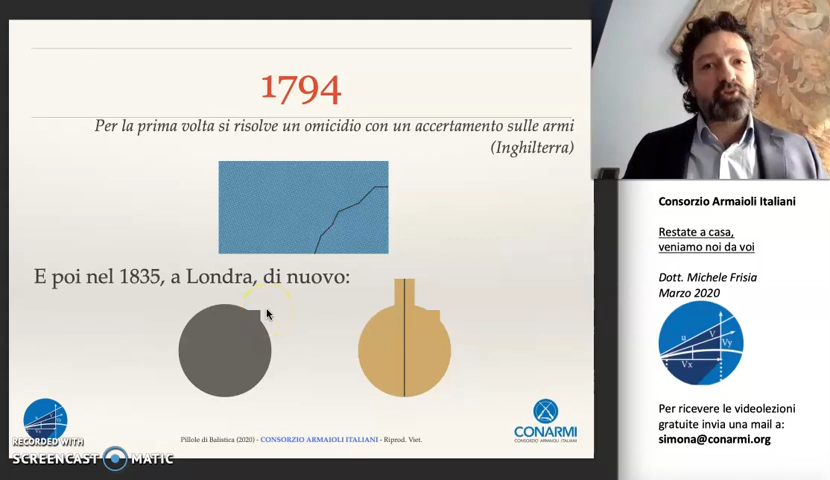 1794
Per la prima volta si risolve un omicidio con un accertamento sulle armi
(Inghilterra)
E poi nel 1835, a Londra, di nuovo:
Pillole di Balistica (2020) - CONSORZIO ARMAIOLI ITALIANI - Riprod. Viet.
CONARMI
CONSORZIO ARMAIOLI ITALIANI
RECORDED WITH
SCREENCAST MATIC
Consorzio Armaioli Italiani
Restate a casa,
veniamo noi da voi
Dott. Michele Frisia
Marzo 2020
u V Vy
Vx
Per ricevere le videolezioni
gratuite invia una mail a:
simona@conarmi.org